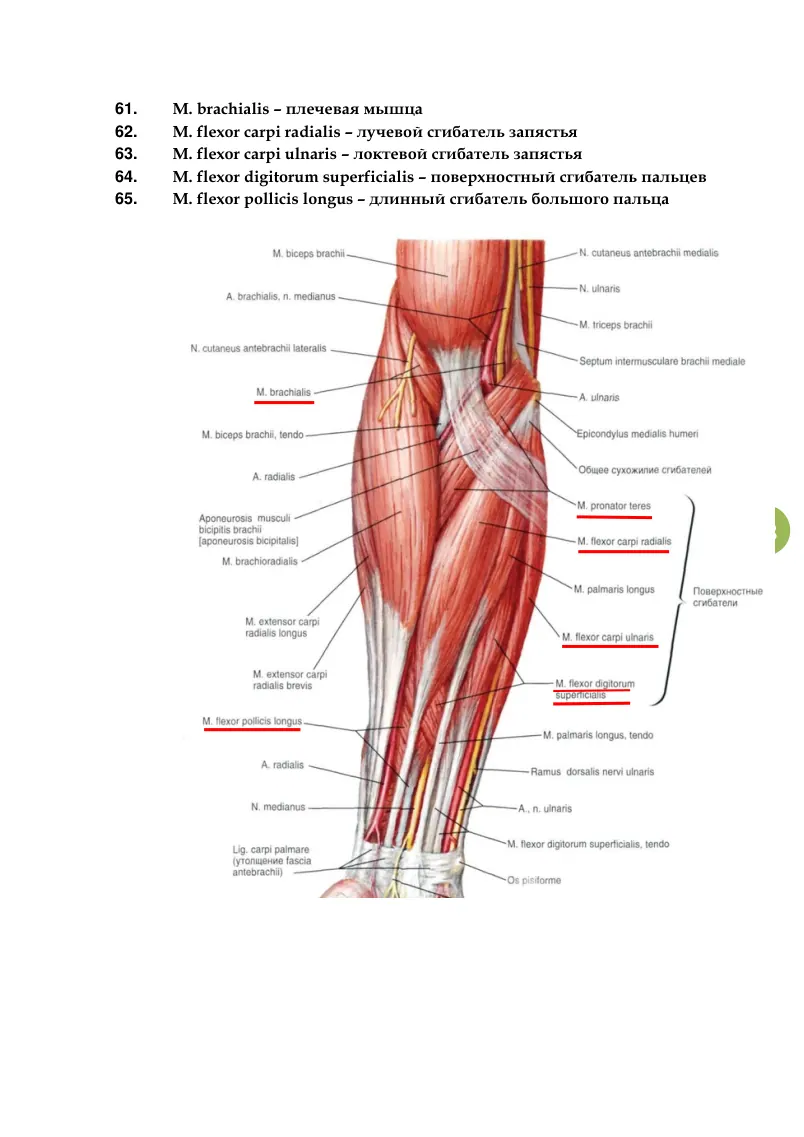 61. M. brachialis – плечевая мышца
62. M. flexor carpi radialis – лучевой сгибатель запястья
63. M. flexor carpi ulnaris – локтевой сгибатель запястья
64. M. flexor digitorum superficialis – поверхностный сгибатель пальцев
65. M. flexor pollicis longus – длинный сгибатель большого пальца
M. biceps brachii
A. brachialis, n. medianus
N. cutaneus antebrachii lateralis
M. brachialis
M. biceps brachii, tendo
A. radialis
Aponeurosis musculi
bicipitis brachii
[aponeurosis bicipitalis]
M. brachioradialis
M. extensor carpi
radialis longus
M. extensor carpi
radialis brevis
M. flexor pollicis longus
A. radialis
N. medianus
Lig. carpi palmare
(утолщение fascia
antebrachii)
N. cutaneus antebrachii medialis
N. ulnaris
M. triceps brachii
Septum intermusculare brachii mediale
A. ulnaris
Epicondylus medialis humeri
Общее сухожилие сгибателей
M. pronator teres
M. flexor carpi radialis
M. palmaris longus
Поверхностные
сгибатели
M. flexor carpi ulnaris
M. flexor digitorum
superficialis
M. palmaris longus, tendo
Ramus dorsalis nervi ulnaris
A., n. ulnaris
M. flexor digitorum superficialis, tendo
Os pisiforme